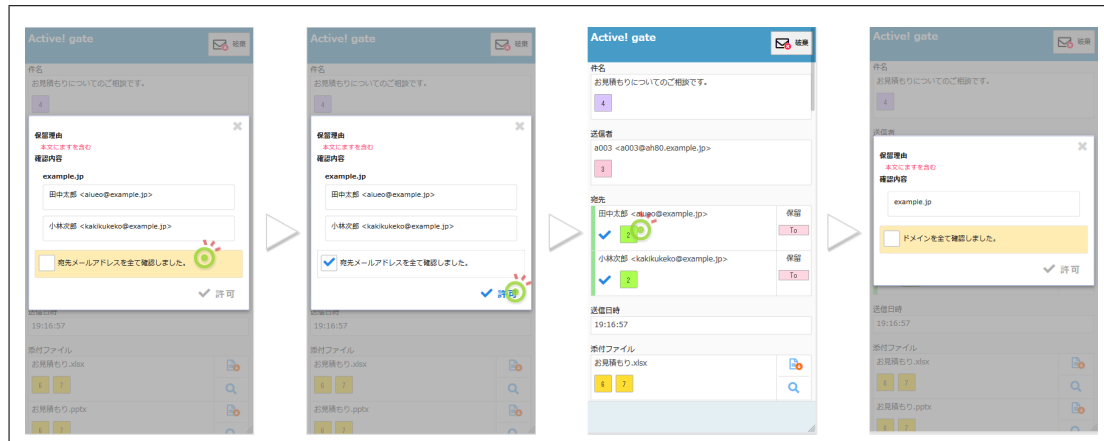 Active! gate
破棄
件名
お見積もりについてのご相談です。
4
保留理由
本文にますを含む
確認内容
example.jp
田中太郎 <aiueo@example.jp>
小林次郎 <kakikukeko@example.jp>
宛先メールアドレスを全て確認しました。
許可
送信日時
19:16:57
添付ファイル
お見積もり.xlsx
6 7
お見積もり.pptx
6 7
Active! gate
破棄
件名
お見積もりについてのご相談です。
4
保留理由
本文にますを含む
確認内容
example.jp
田中太郎 <aiueo@example.jp>
小林次郎 <kakikukeko@example.jp>
宛先メールアドレスを全て確認しました。
許可
送信日時
19:16:57
添付ファイル
お見積もり.xlsx
6 7
お見積もり.pptx
6 7
Active! gate
破棄
件名
お見積もりについてのご相談です。
4
送信者
a003 <a003@ah80.example.jp>
3
宛先
田中太郎 <aiueo@example.jp>
保留
2
To
小林次郎 <kakikukeko@example.jp>
保留
2
To
送信日時
19:16:57
添付ファイル
お見積もり.xlsx
6 7
Active! gate
破棄
件名
お見積もりについてのご相談です。
4
送信者
保留理由
本文にますを含む
確認内容
example.jp
ドメインを全て確認しました。
許可
送信日時
19:16:57
添付ファイル
お見積もり.xlsx
6 7
お見積もり.pptx
6 7